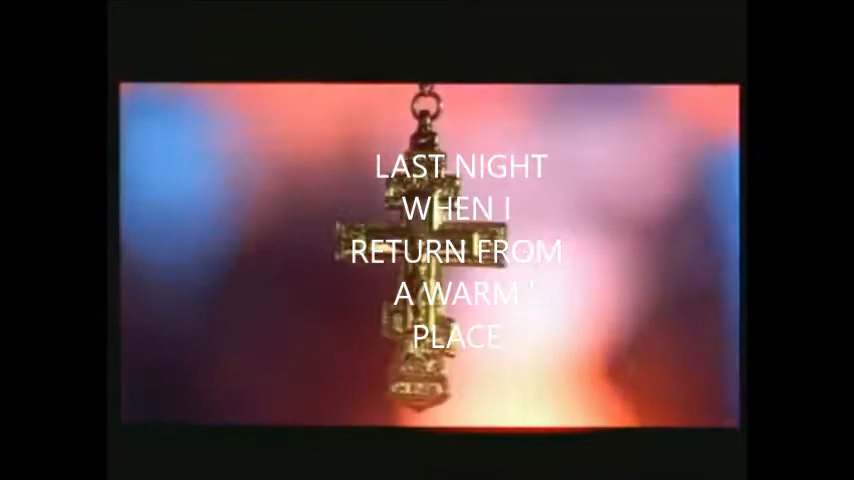 LAST NIGHT
WHEN I
RETURN FROM
A WARM '
PLACE